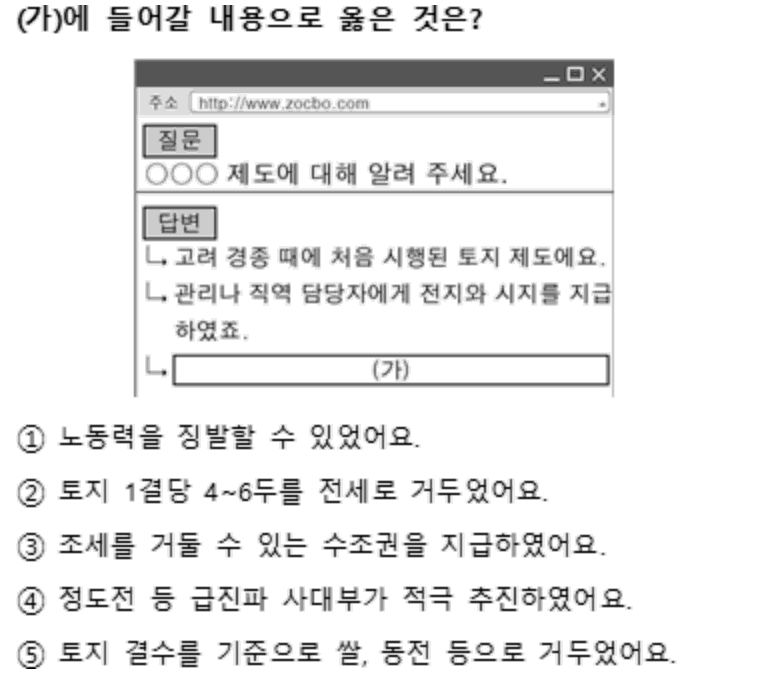 (가)에 들어갈 내용으로 옳은 것은?
주소 http://www.zocbo.com
질문
○○○ 제도에 대해 알려 주세요.
답변
고려 경종 때에 처음 시행된 토지 제도에요.
관리나 직역 담당자에게 전지와 시지를 지급
하였죠.
(가)
① 노동력을 징발할 수 있었어요.
② 토지 1결당 4~6두를 전세로 거두었어요.
③ 조세를 거둘 수 있는 수조권을 지급하였어요.
④ 정도전 등 급진파 사대부가 적극 추진하였어요.
⑤ 토지 결수를 기준으로 쌀, 동전 등으로 거두었어요.